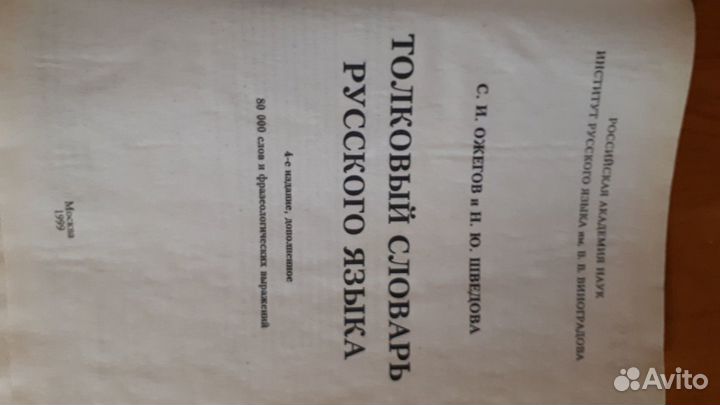 РОССИЙСКАЯ АКАДЕМИЯ НАУК
ИНСТИТУТ РУССКОГО ЯЗЫКА им. В. В. ВИНОГРАДОВА
С. И. ОЖЕГОВ и Н. Ю. ШВЕДОВА
ТОЛКОВЫЙ СЛОВАРЬ
РУССКОГО ЯЗЫКА
4-е издание, дополненное
80 000 слов и фразеологических выражений
Москва
1999
Avito